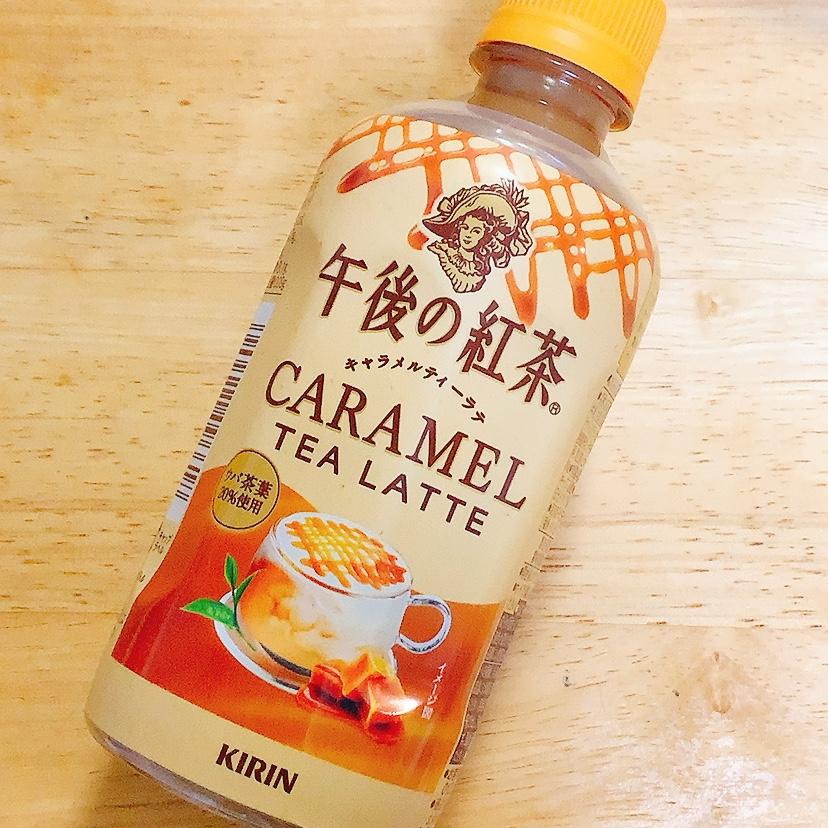 午後の紅茶®
キャラメルティーラテ
CARAMEL
TEA LATTE
ウバ茶葉
20%使用
イメージ図
KIRIN